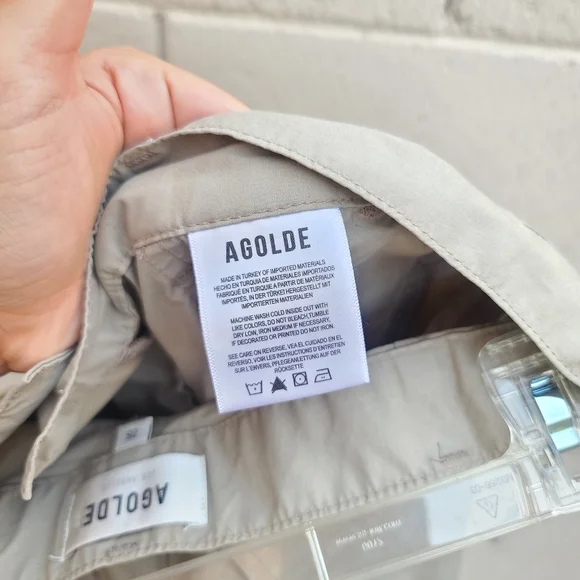 AGOLDE
MADE IN TURKEY OF IMPORTED MATERIALS
HECHO EN TURQUIA DE MATERIALES IMPORTADOS
FABRIQUÉ EN TURQUIE A PARTIR DE MATÉRIAUX
IMPORTÉS, IN DER TÜRKEI HERGESTELLT MIT
IMPORTIERTEN MATERIALIEN
MACHINE WASH COLD INSIDE OUT WITH
LIKE COLORS, DO NOT BLEACH,TUMBLE
DRY LOW, IRON MEDIUM IF NECESSARY,
IF DECORATED OR PRINTED DO NOT IRON.
SEE CARE ON REVERSE, VEA EL CUIDADO EN EL
REVERSO, VOIR LES INSTRUCTIONS D'ENTRETIEN
SUR L'ENVERS, PFLEGEANLEITUNG AUF DER
RÜCKSEITE
AGOLDE